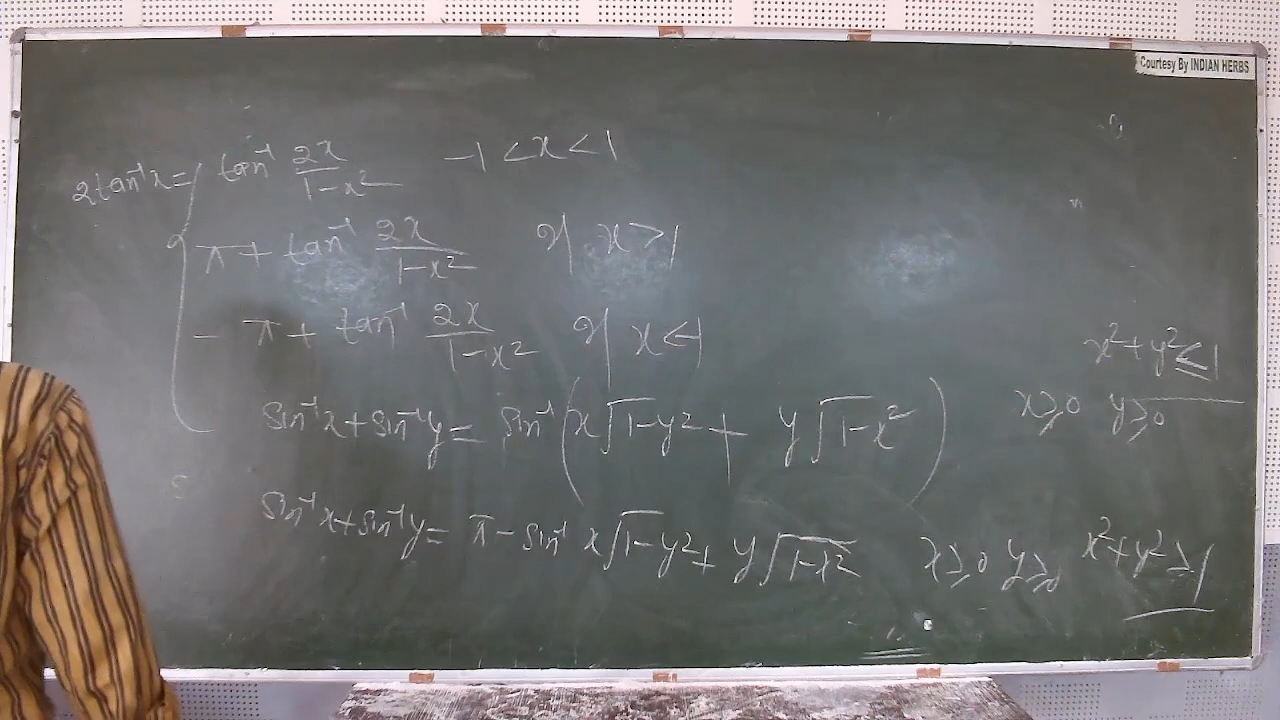 Courtesy By INDIAN HERBS
2tan⁻¹x = { tan⁻¹ 2x/(1-x²) -1 < x < 1
π + tan⁻¹ 2x/(1-x²) if x > 1
- π + tan⁻¹ 2x/(1-x²) if x < -1
x² + y² ≤ 1
sin⁻¹x + sin⁻¹y = sin⁻¹(x√(1-y²) + y√(1-x²)) x ≥ 0 y ≥ 0
sin⁻¹x + sin⁻¹y = π - sin⁻¹ x√(1-y²) + y√(1-x²) x ≥ 0 y ≥ 0 x² + y² ≥ 1